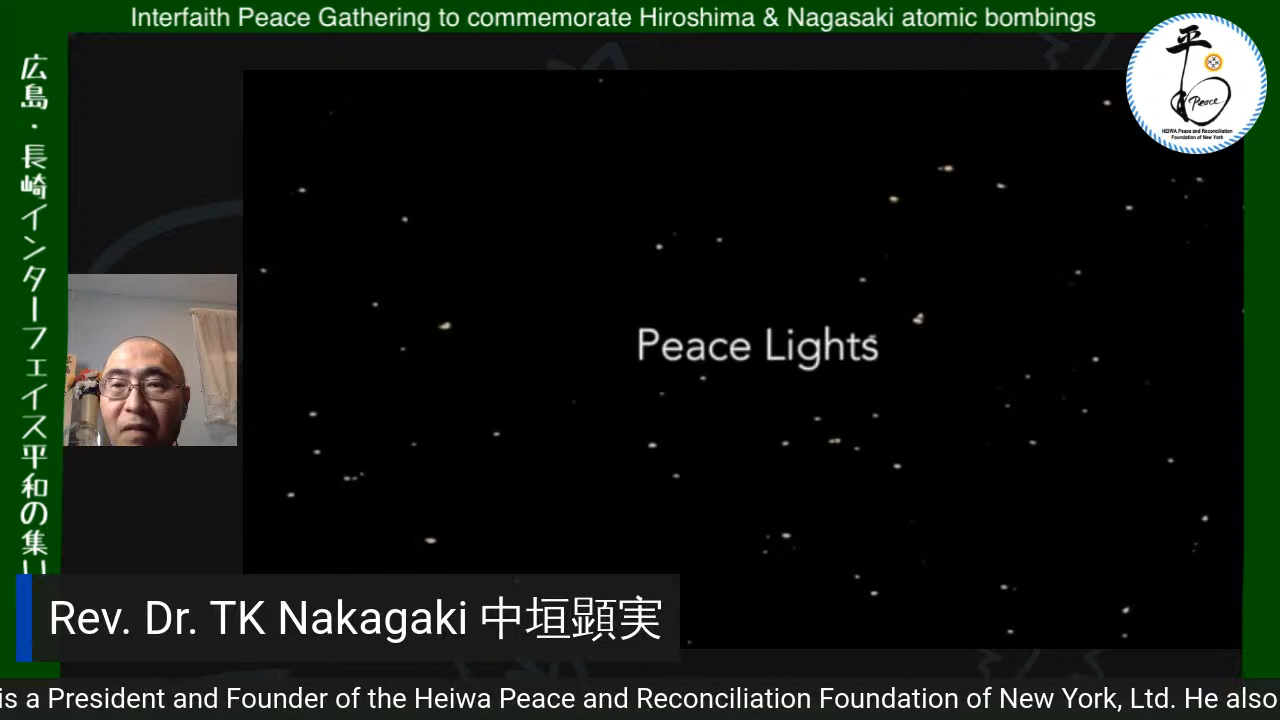 Interfaith Peace Gathering to commemorate Hiroshima & Nagasaki atomic bombings
平
Peace
HEIWA Peace and Reconciliation
Foundation of New York
広島・長崎インターフェイス平和の集い
Peace Lights
Rev. Dr. TK Nakagaki 中垣顕実
is a President and Founder of the Heiwa Peace and Reconciliation Foundation of New York, Ltd. He also